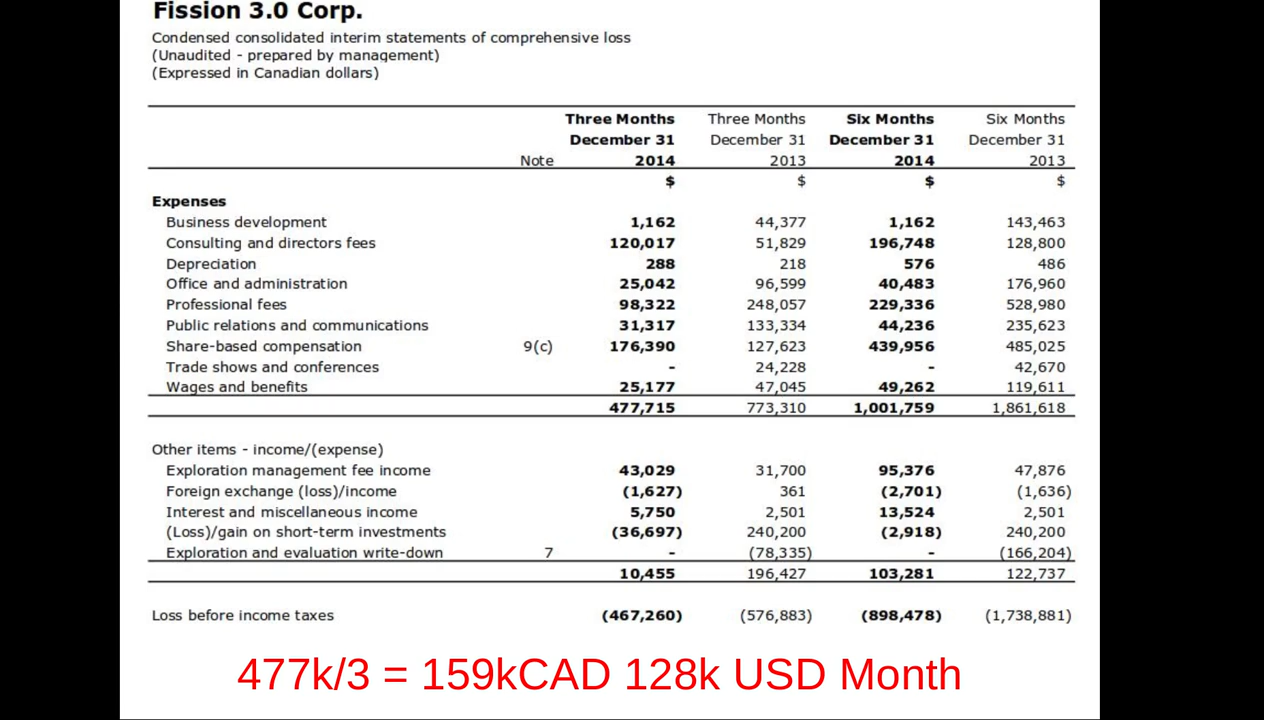 Fission 3.0 Corp.
Condensed consolidated interim statements of comprehensive loss
(Unaudited - prepared by management)
(Expressed in Canadian dollars)
Three Months Three Months Six Months Six Months
December 31 December 31 December 31 December 31
Note 2014 2013 2014 2013
$ $ $ $
Expenses
Business development 1,162 44,377 1,162 143,463
Consulting and directors fees 120,017 51,829 196,748 128,800
Depreciation 288 218 576 486
Office and administration 25,042 96,599 40,483 176,960
Professional fees 98,322 248,057 229,336 528,980
Public relations and communications 31,317 133,334 44,236 235,623
Share-based compensation 9(c) 176,390 127,623 439,956 485,025
Trade shows and conferences - 24,228 - 42,670
Wages and benefits 25,177 47,045 49,262 119,611
477,715 773,310 1,001,759 1,861,618
Other items - income/(expense)
Exploration management fee income 43,029 31,700 95,376 47,876
Foreign exchange (loss)/income (1,627) 361 (2,701) (1,636)
Interest and miscellaneous income 5,750 2,501 13,524 2,501
(Loss)/gain on short-term investments (36,697) 240,200 (2,918) 240,200
Exploration and evaluation write-down 7 - (78,335) - (166,204)
10,455 196,427 103,281 122,737
Loss before income taxes (467,260) (576,883) (898,478) (1,738,881)
477k/3 = 159kCAD 128k USD Month